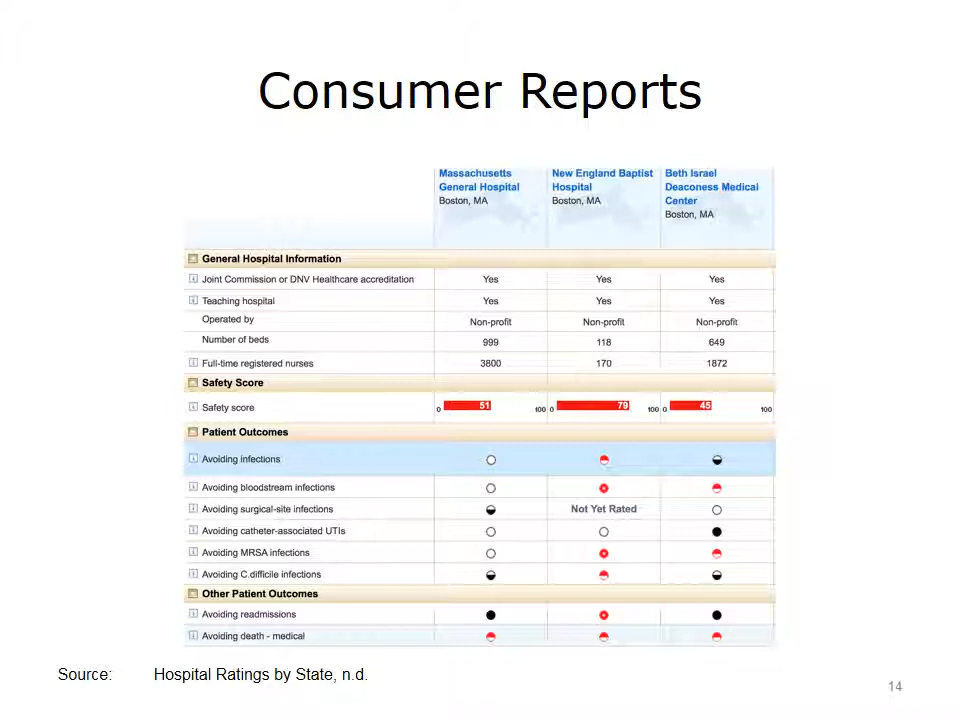 Consumer Reports
Massachusetts General Hospital Boston, MA
New England Baptist Hospital Boston, MA
Beth Israel Deaconess Medical Center Boston, MA
General Hospital Information
Joint Commission or DNV Healthcare accreditation Yes Yes Yes
Teaching hospital Yes Yes Yes
Operated by Non-profit Non-profit Non-profit
Number of beds 999 118 649
Full-time registered nurses 3800 170 1872
Safety Score
Safety score 0 51 100 0 79 100 0 45 100
Patient Outcomes
Avoiding infections
Avoiding bloodstream infections
Avoiding surgical-site infections Not Yet Rated
Avoiding catheter-associated UTIs
Avoiding MRSA infections
Avoiding C.difficile infections
Other Patient Outcomes
Avoiding readmissions
Avoiding death - medical
Source: Hospital Ratings by State, n.d.
14